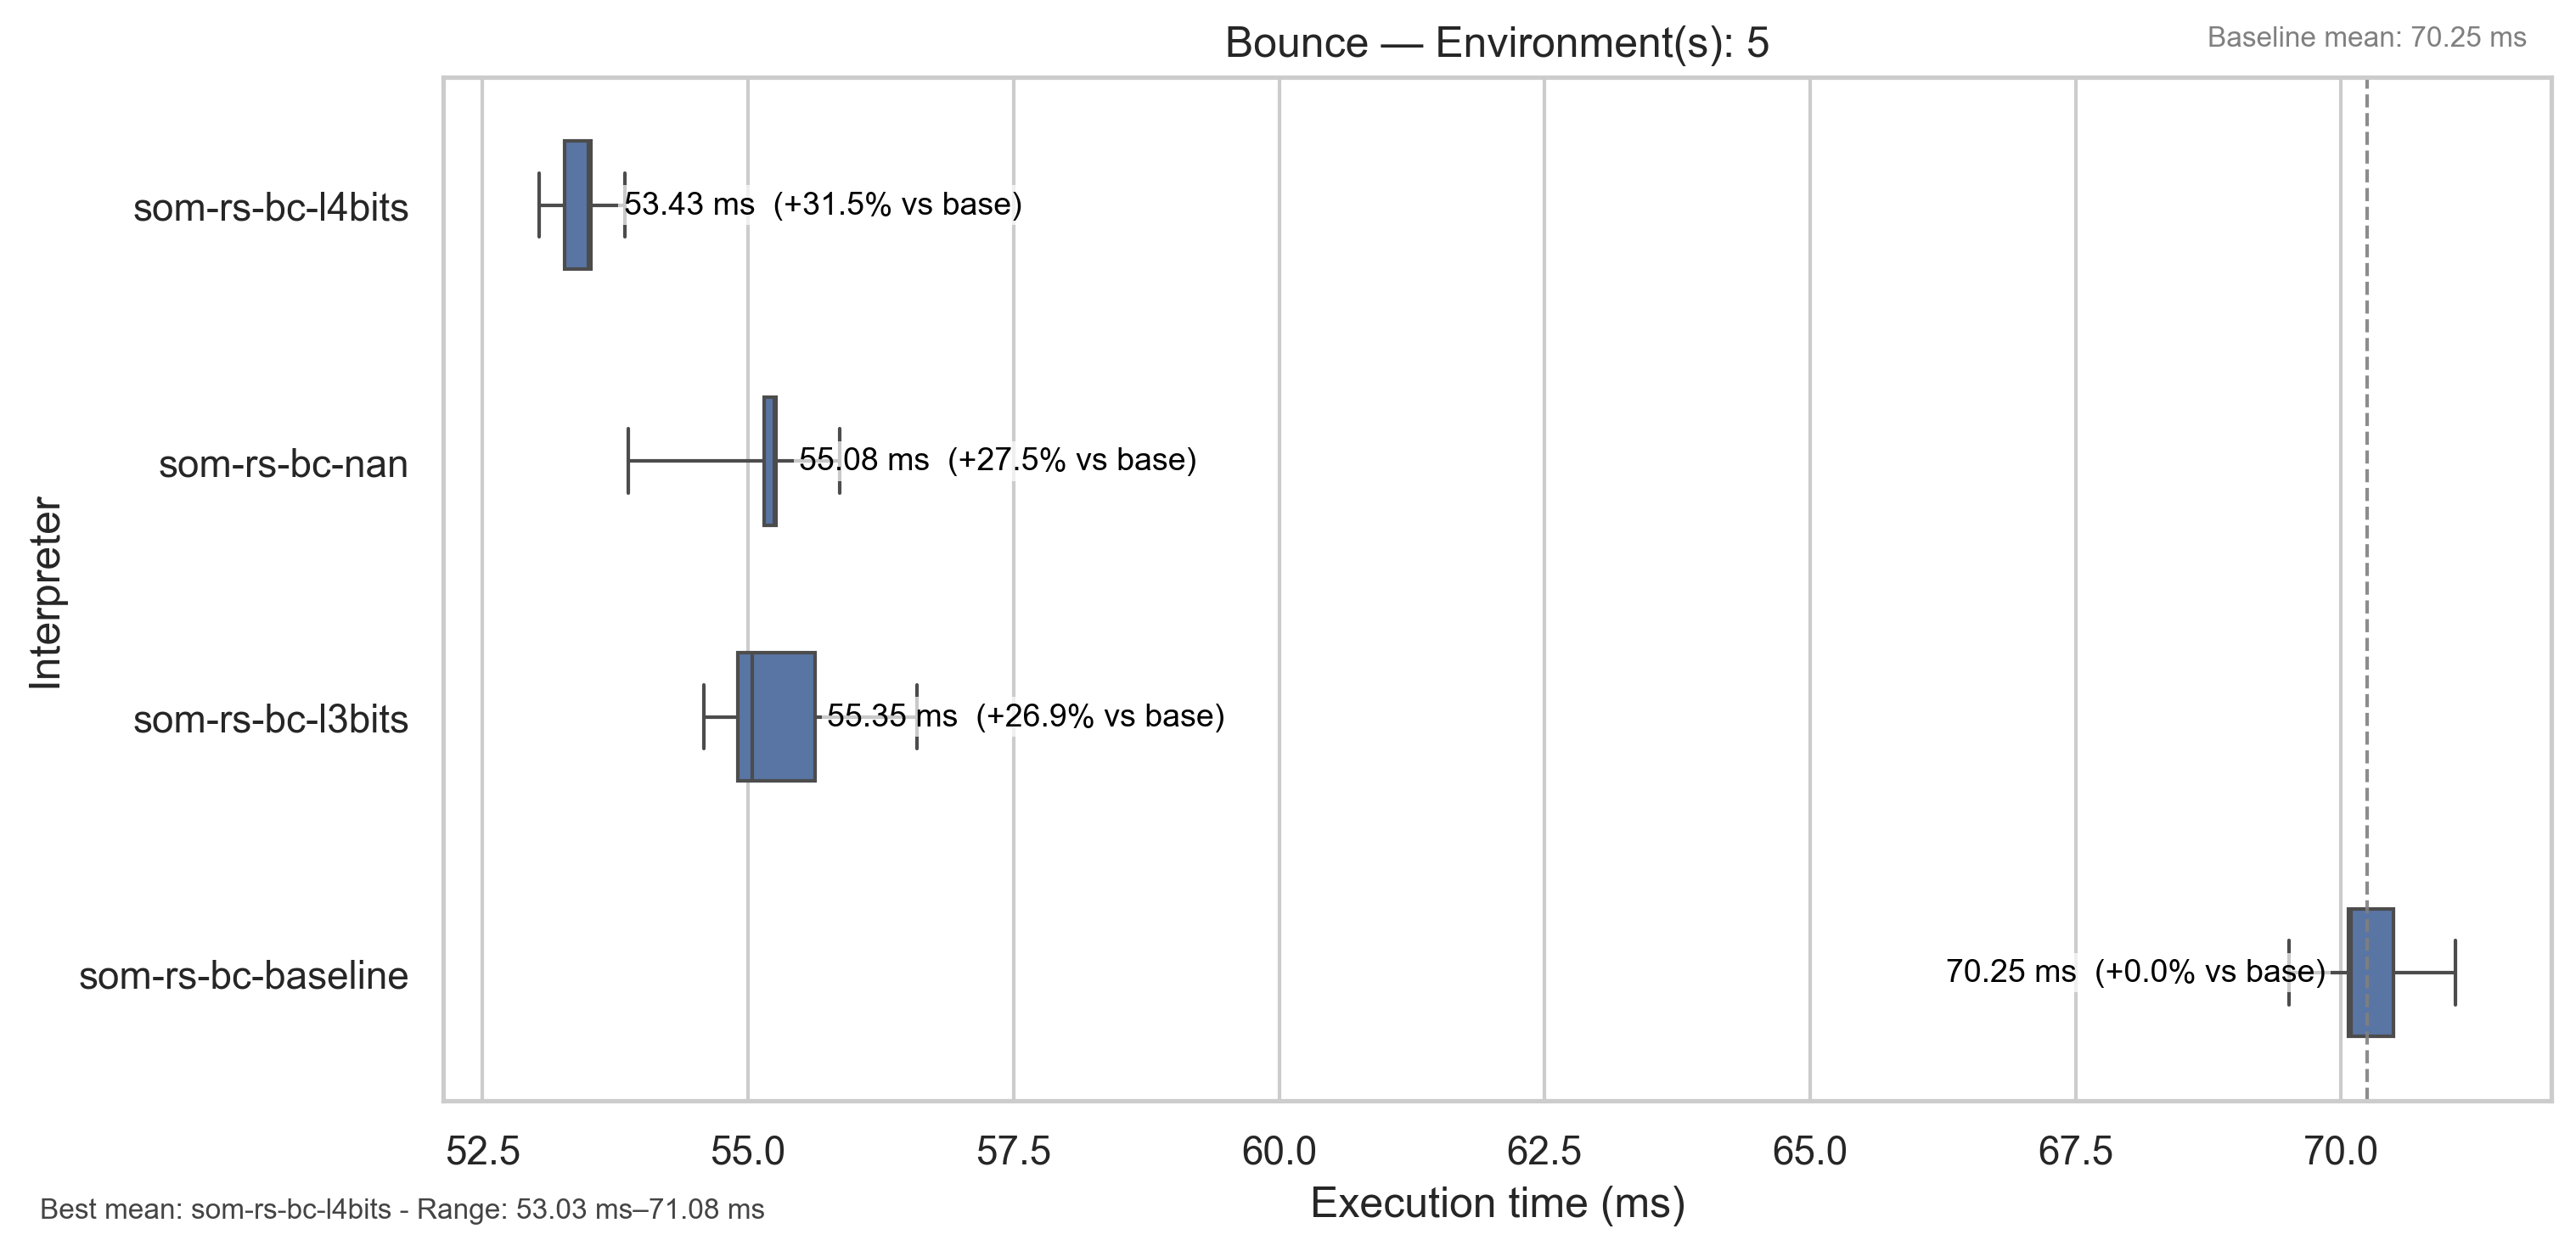 Bounce — Environment(s): 5
Baseline mean: 70.25 ms
Interpreter
som-rs-bc-l4bits
53.43 ms (+31.5% vs base)
som-rs-bc-nan
55.08 ms (+27.5% vs base)
som-rs-bc-l3bits
55.35 ms (+26.9% vs base)
som-rs-bc-baseline
70.25 ms (+0.0% vs base)
52.5 55.0 57.5 60.0 62.5 65.0 67.5 70.0
Execution time (ms)
Best mean: som-rs-bc-l4bits - Range: 53.03 ms–71.08 ms